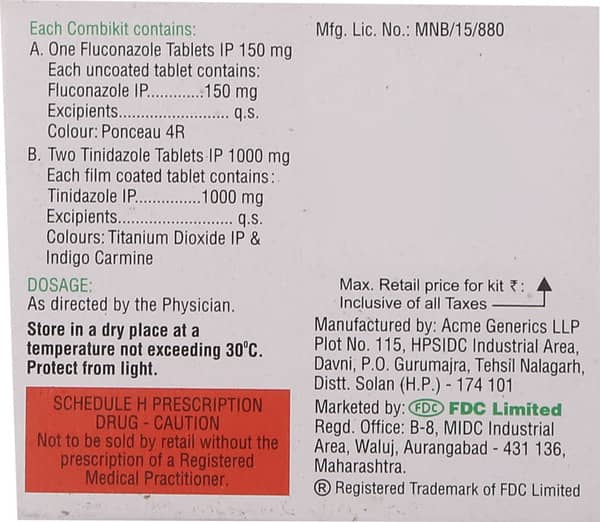 Each Combikit contains:
A. One Fluconazole Tablets IP 150 mg
Each uncoated tablet contains:
Fluconazole IP.............150 mg
Excipients.......................... q.s.
Colour: Ponceau 4R
B. Two Tinidazole Tablets IP 1000 mg
Each film coated tablet contains:
Tinidazole IP...............1000 mg
Excipients........................... q.s.
Colours: Titanium Dioxide IP &
Indigo Carmine
DOSAGE:
As directed by the Physician.
Store in a dry place at a
temperature not exceeding 30⁰C.
Protect from light.
SCHEDULE H PRESCRIPTION
DRUG - CAUTION
Not to be sold by retail without the
prescription of a Registered
Medical Practitioner.
Mfg. Lic. No.: MNB/15/880
Max. Retail price for kit ₹:
Inclusive of all Taxes
Manufactured by: Acme Generics LLP
Plot No. 115, HPSIDC Industrial Area,
Davni, P.O. Gurumajra, Tehsil Nalagarh,
Distt. Solan (H.P.) - 174 101
Marketed by: FDC FDC Limited
Regd. Office: B-8, MIDC Industrial
Area, Waluj, Aurangabad - 431 136,
Maharashtra.
® Registered Trademark of FDC Limited